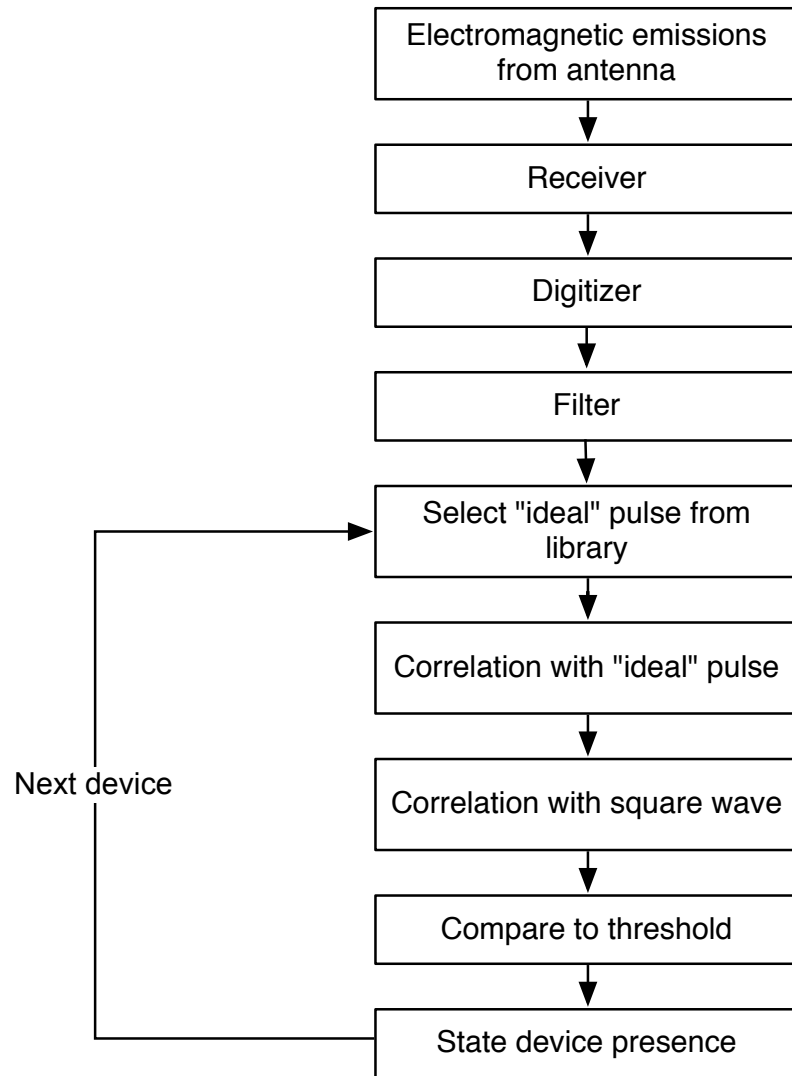 Electromagnetic emissions
from antenna
Receiver
Digitizer
Filter
Select "ideal" pulse from
library
Correlation with "ideal" pulse
Next device
Correlation with square wave
Compare to threshold
State device presence